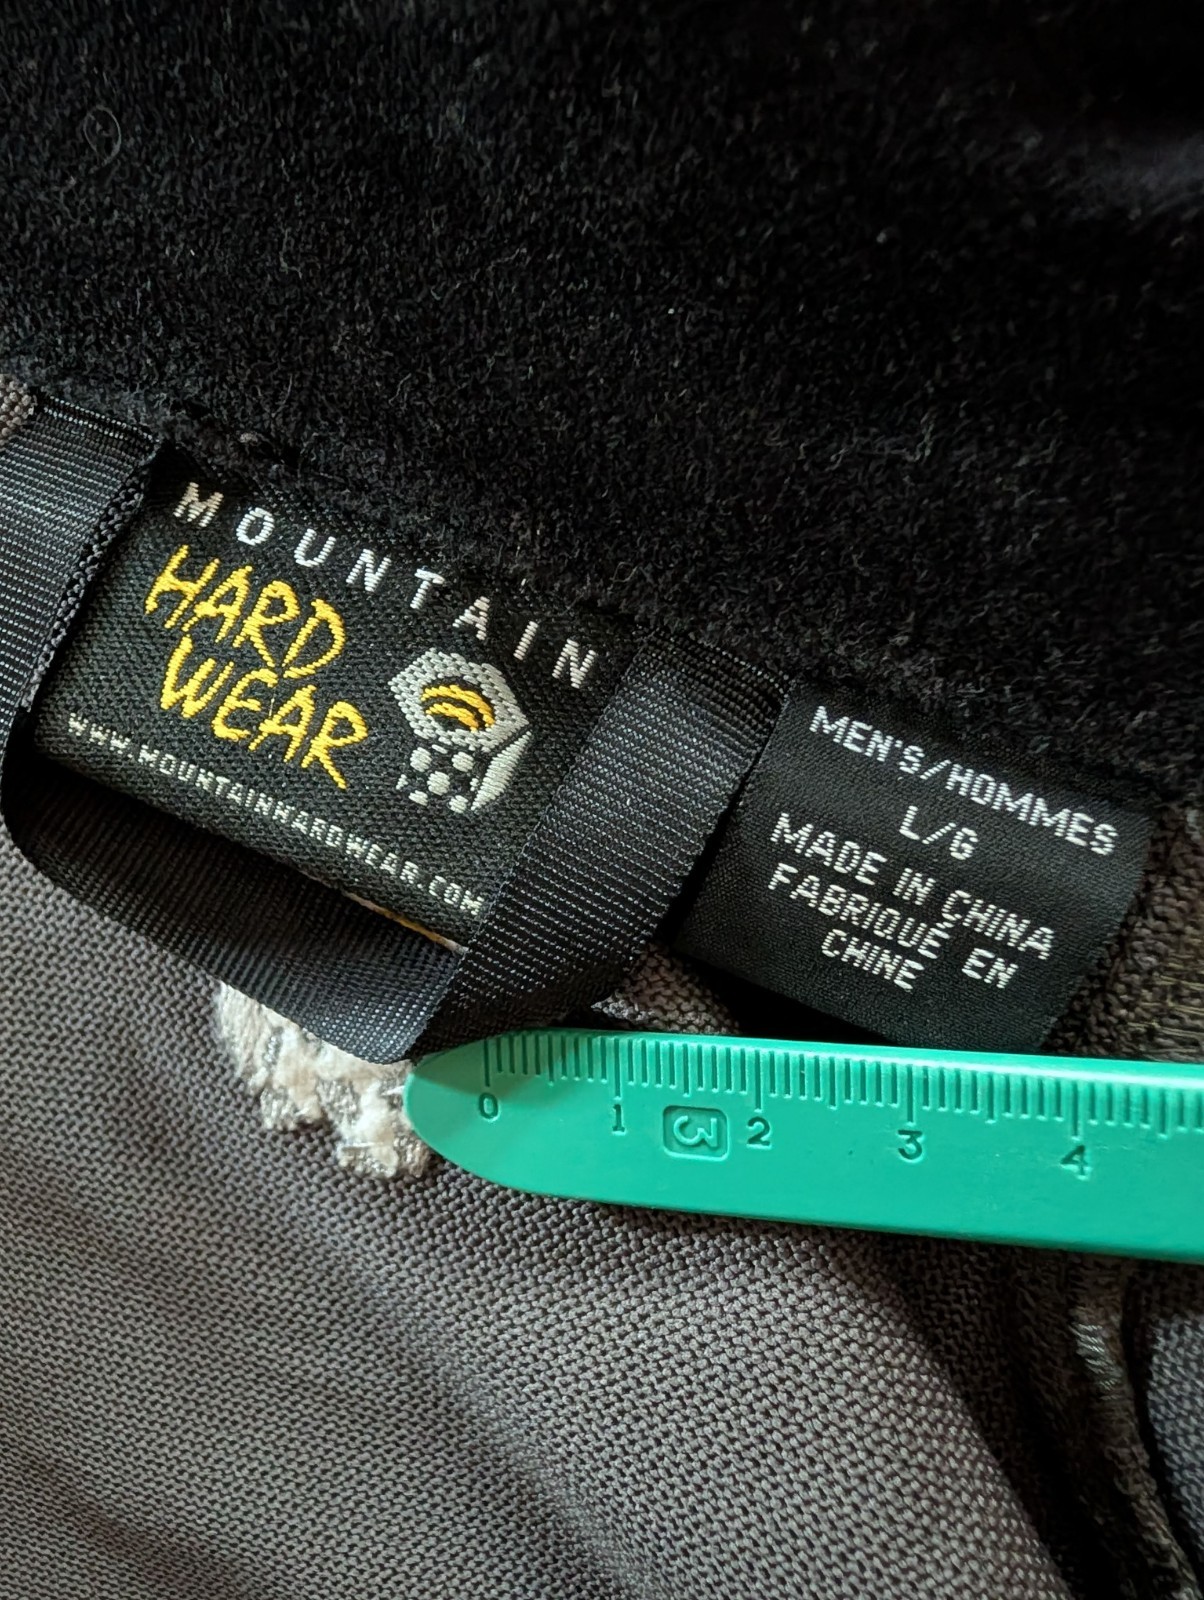 MOUNTAIN
HARD
WEAR
WWW.MOUNTAINHARDWEAR.COM
MEN'S/HOMMES
L/G
MADE IN CHINA
FABRIQUÉ EN
CHINE
0 1 3 2 3 4